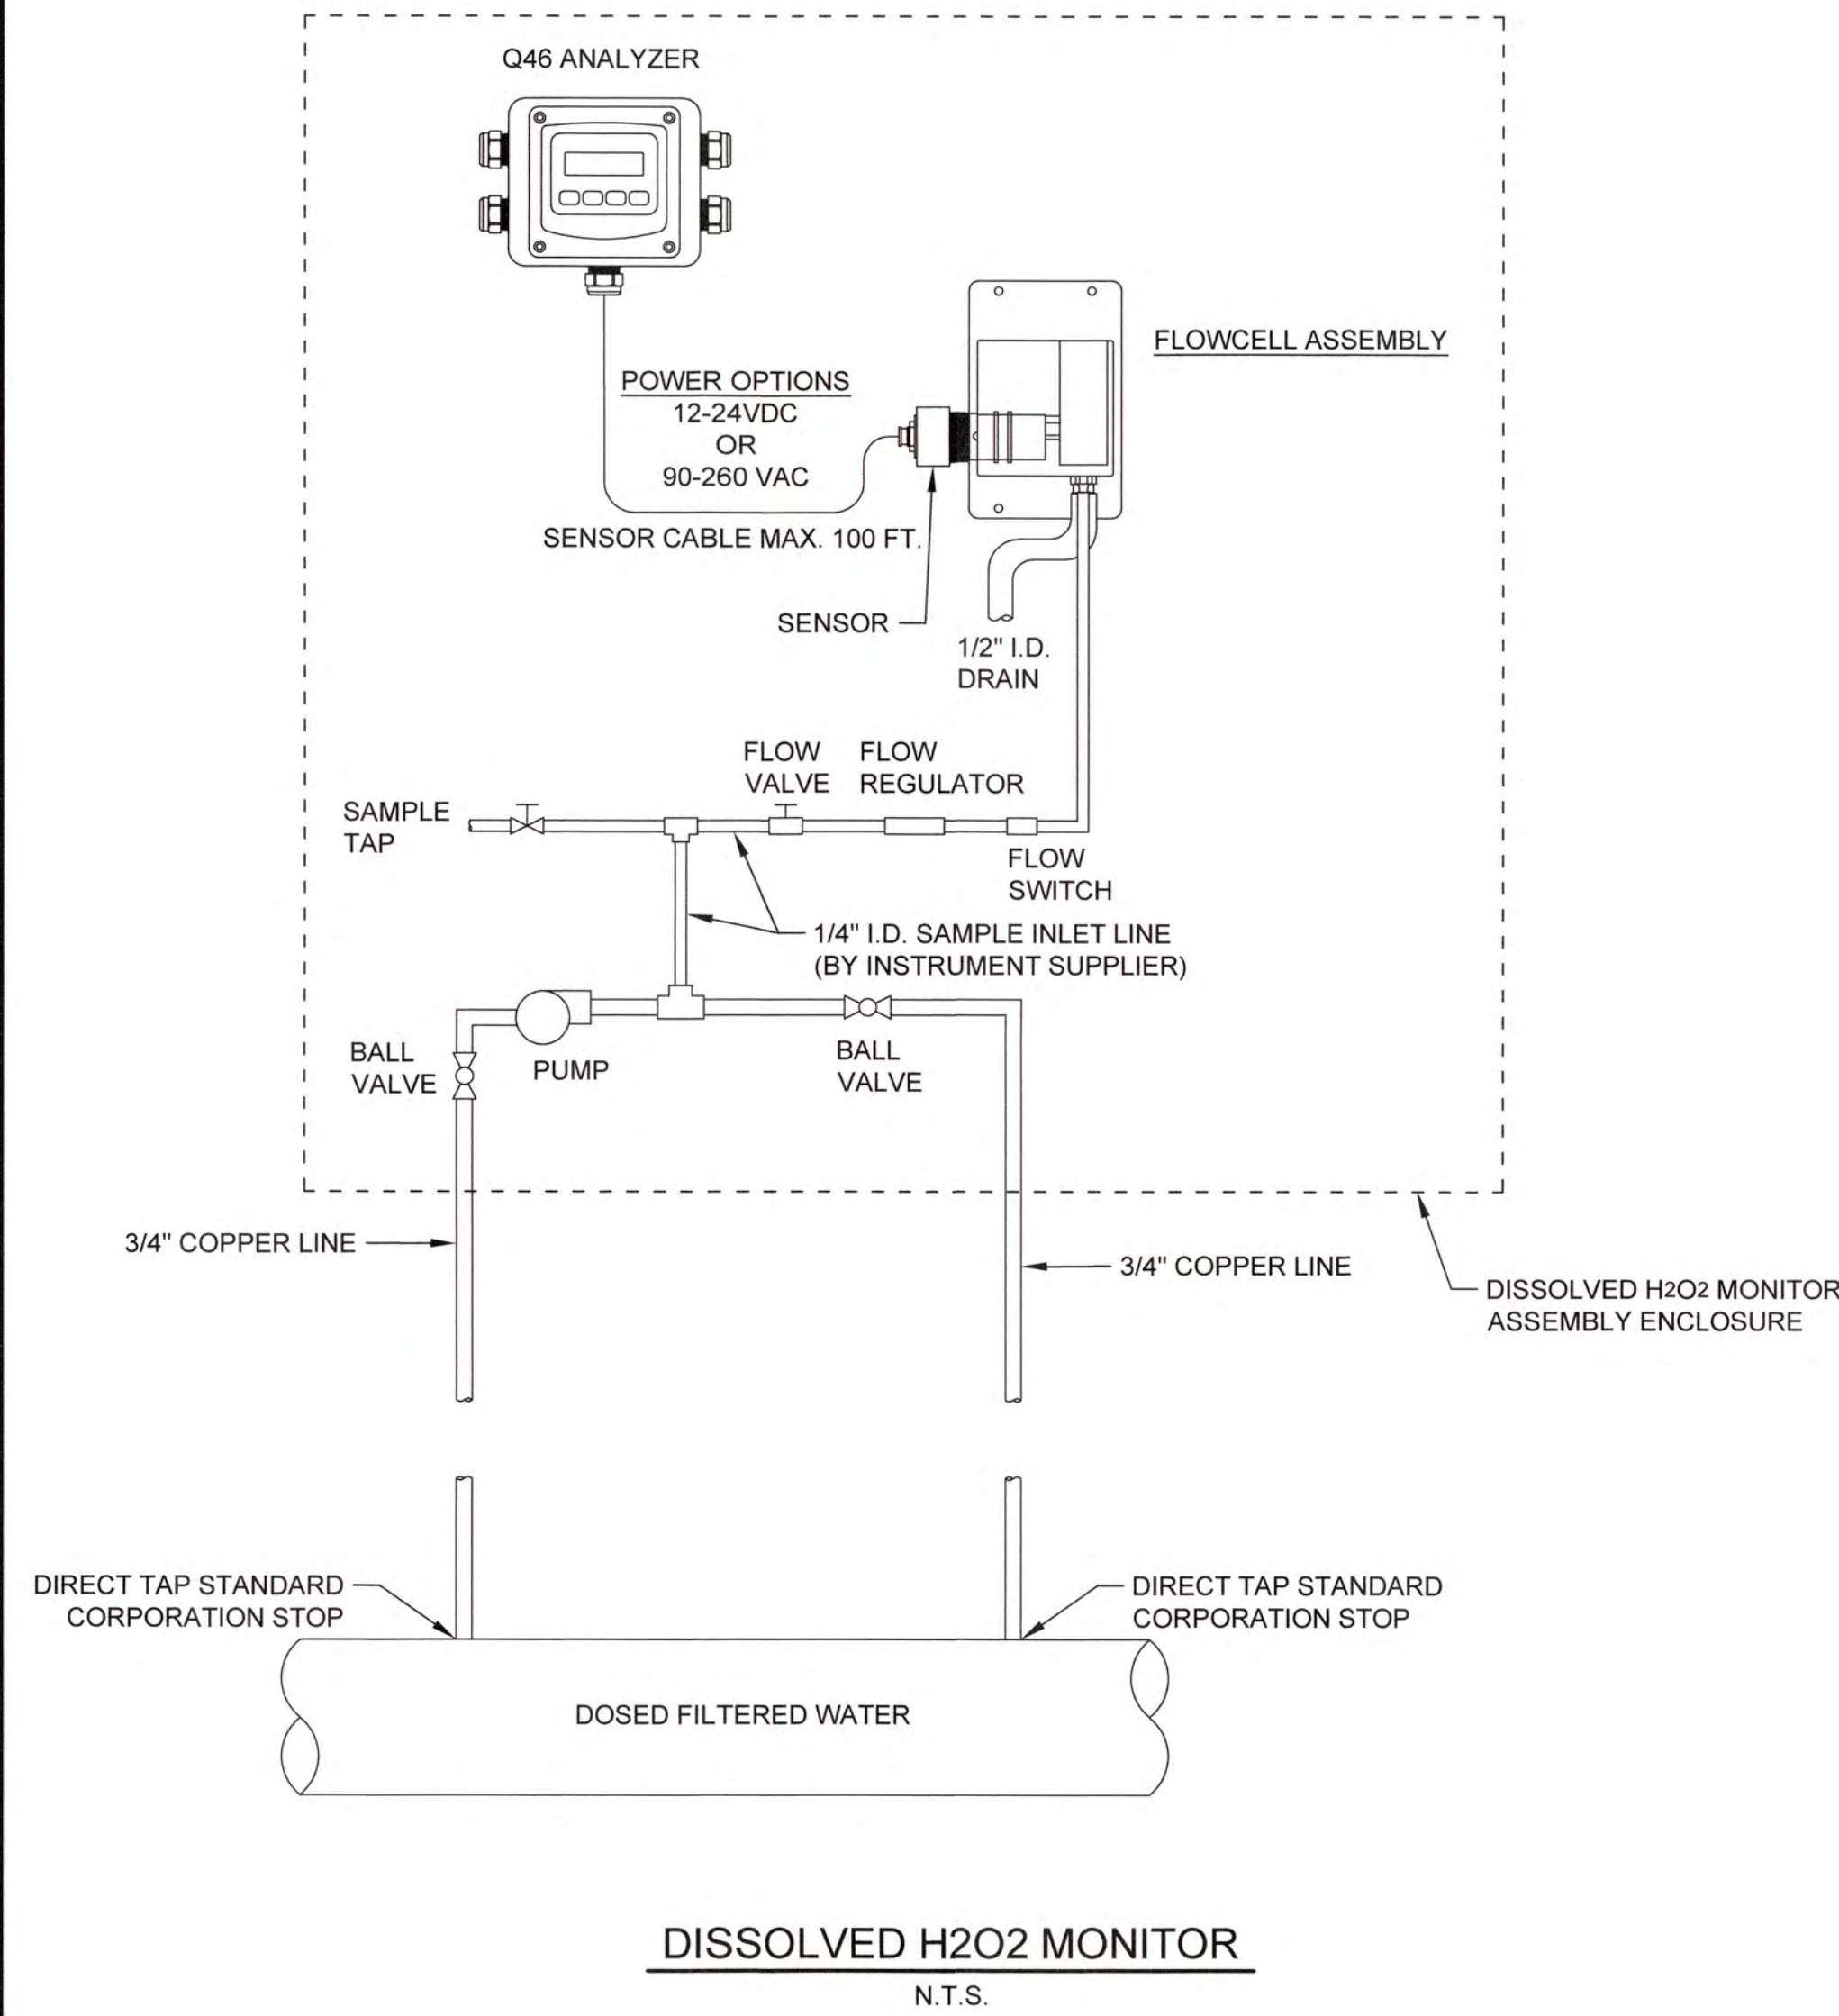 Q46 ANALYZER
FLOWCELL ASSEMBLY
POWER OPTIONS
12-24VDC
OR
90-260 VAC
SENSOR CABLE MAX. 100 FT.
SENSOR
1/2" I.D.
DRAIN
FLOW
VALVE
FLOW
REGULATOR
SAMPLE
TAP
FLOW
SWITCH
1/4" I.D. SAMPLE INLET LINE
(BY INSTRUMENT SUPPLIER)
BALL
VALVE
PUMP
BALL
VALVE
3/4" COPPER LINE
3/4" COPPER LINE
DISSOLVED H2O2 MONITOR
ASSEMBLY ENCLOSURE
DIRECT TAP STANDARD
CORPORATION STOP
DIRECT TAP STANDARD
CORPORATION STOP
DOSED FILTERED WATER
DISSOLVED H2O2 MONITOR
N.T.S.